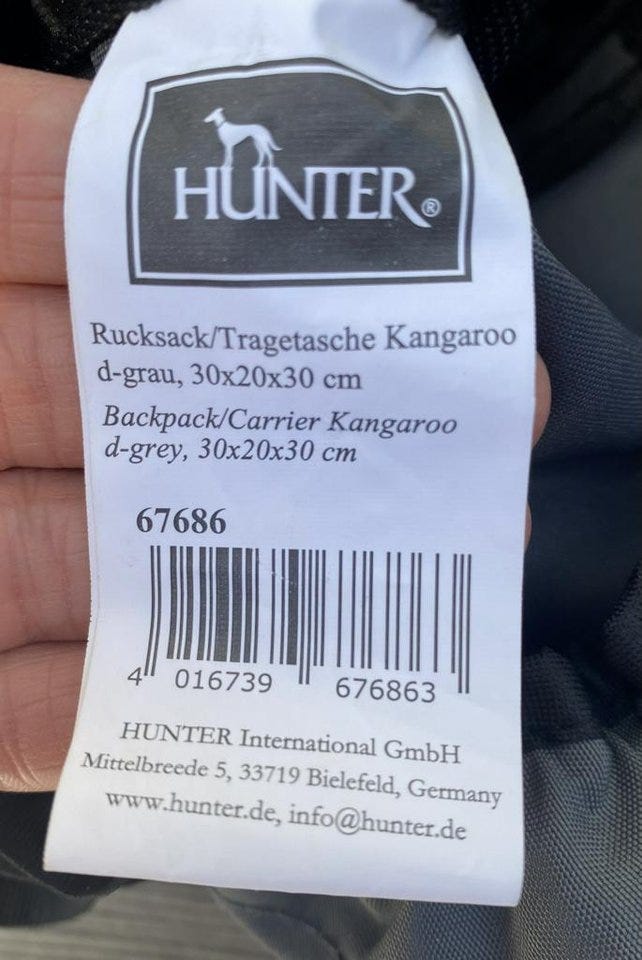 HUNTER®
Rucksack/Tragetasche Kangaroo
d-grau, 30x20x30 cm
Backpack/Carrier Kangaroo
d-grey, 30x20x30 cm
67686
4 016739 676863
HUNTER International GmbH
Mittelbreede 5, 33719 Bielefeld, Germany
www.hunter.de, info@hunter.de